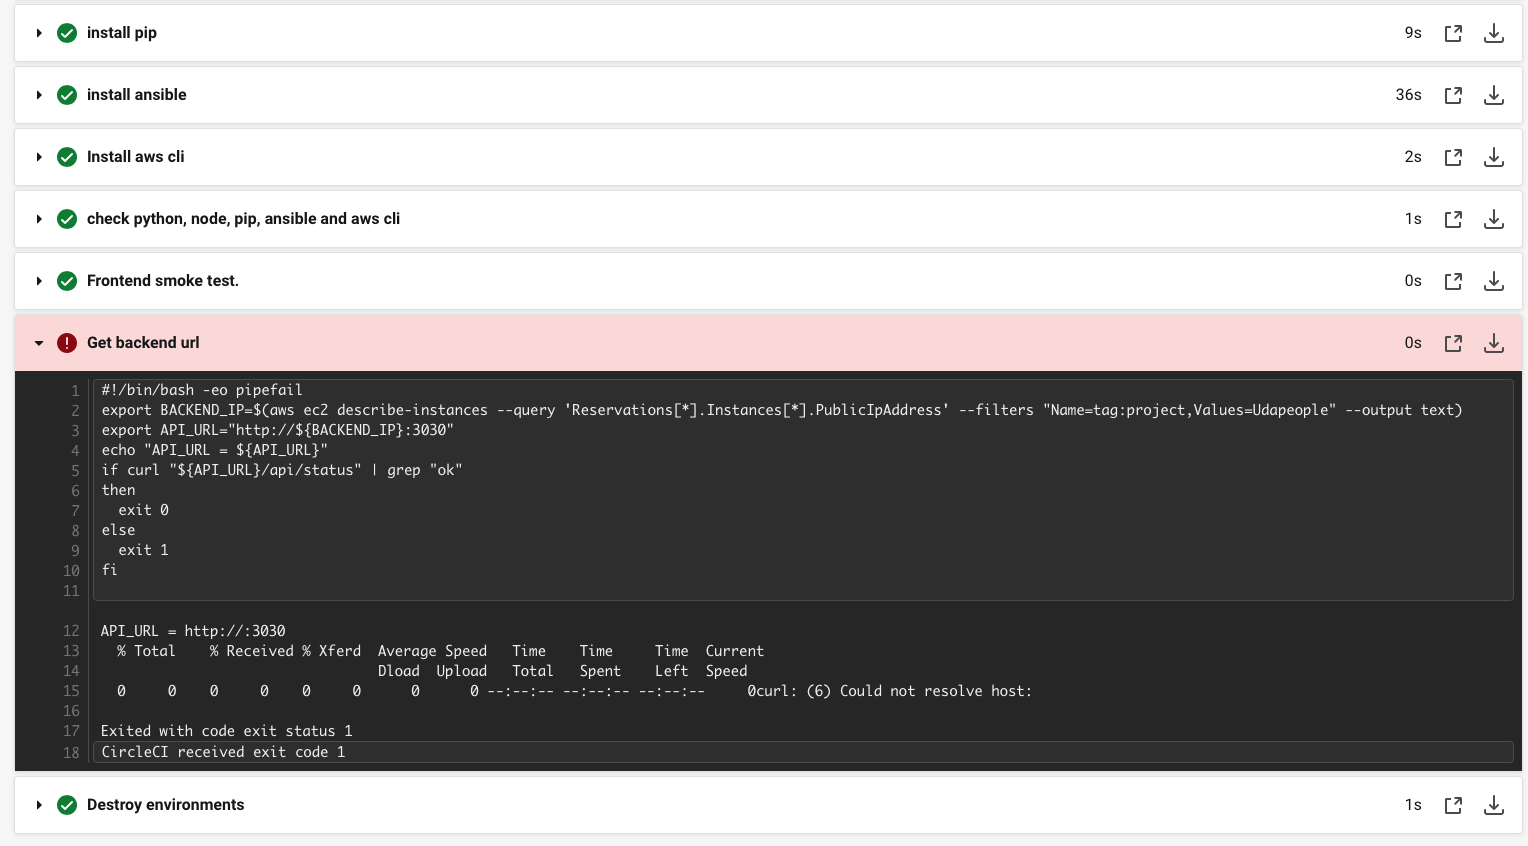 install pip 9s
install ansible 36s
Install aws cli 2s
check python, node, pip, ansible and aws cli 1s
Frontend smoke test. 0s
Get backend url 0s
1 #!/bin/bash -eo pipefail
2 export BACKEND_IP=$(aws ec2 describe-instances --query 'Reservations[*].Instances[*].PublicIpAddress' --filters "Name=tag:project,Values=Udapeople" --output text)
3 export API_URL="http://${BACKEND_IP}:3030"
4 echo "API_URL = ${API_URL}"
5 if curl "${API_URL}/api/status" | grep "ok"
6 then
7   exit 0
8 else
9   exit 1
10 fi
11
12 API_URL = http://:3030
13   % Total    % Received % Xferd  Average Speed   Time    Time     Time  Current
14                                  Dload  Upload   Total   Spent    Left  Speed
15   0     0   0     0   0     0      0      0 --:--:-- --:--:-- --:--:--     0curl: (6) Could not resolve host:
16
17 Exited with code exit status 1
18 CircleCI received exit code 1
Destroy environments 1s